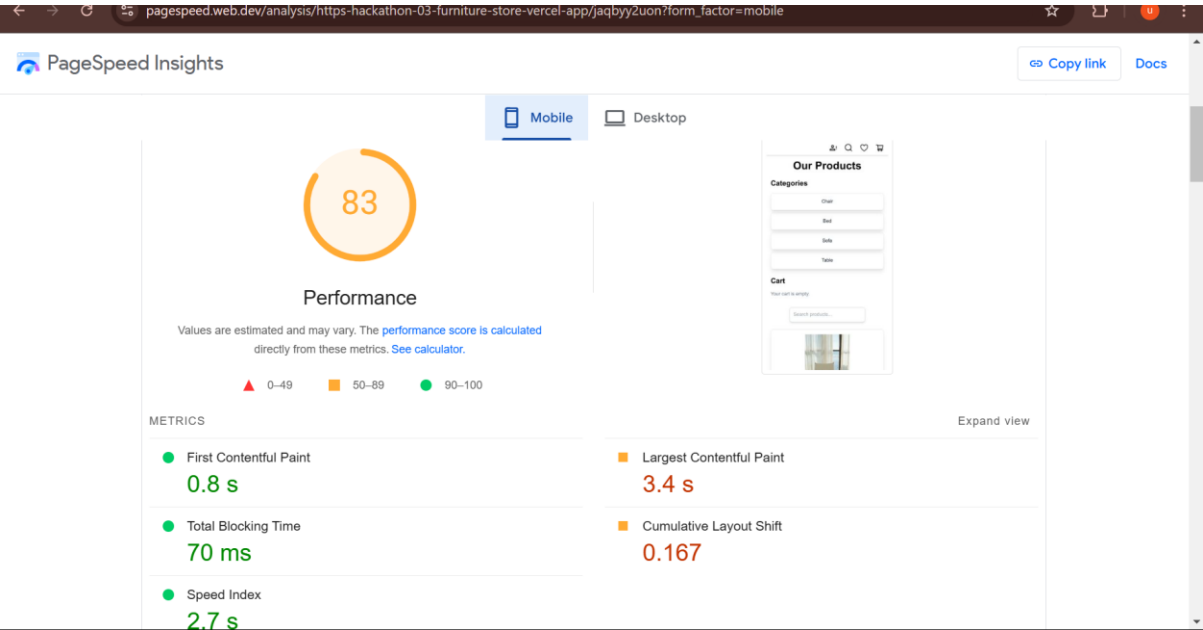 pagespeed.web.dev/analysis/https-hackathon-03-furniture-store-vercel-app/jaqbyy2uon?form_factor=mobile
u
PageSpeed Insights
Copy link
Docs
Mobile
Desktop
83
Performance
Values are estimated and may vary. The performance score is calculated
directly from these metrics. See calculator.
0–49
50–89
90–100
Our Products
Categories
Chair
Bed
Sofa
Table
Cart
Your cart is empty
Search products...
METRICS
Expand view
First Contentful Paint
0.8 s
Largest Contentful Paint
3.4 s
Total Blocking Time
70 ms
Cumulative Layout Shift
0.167
Speed Index
2.7 s